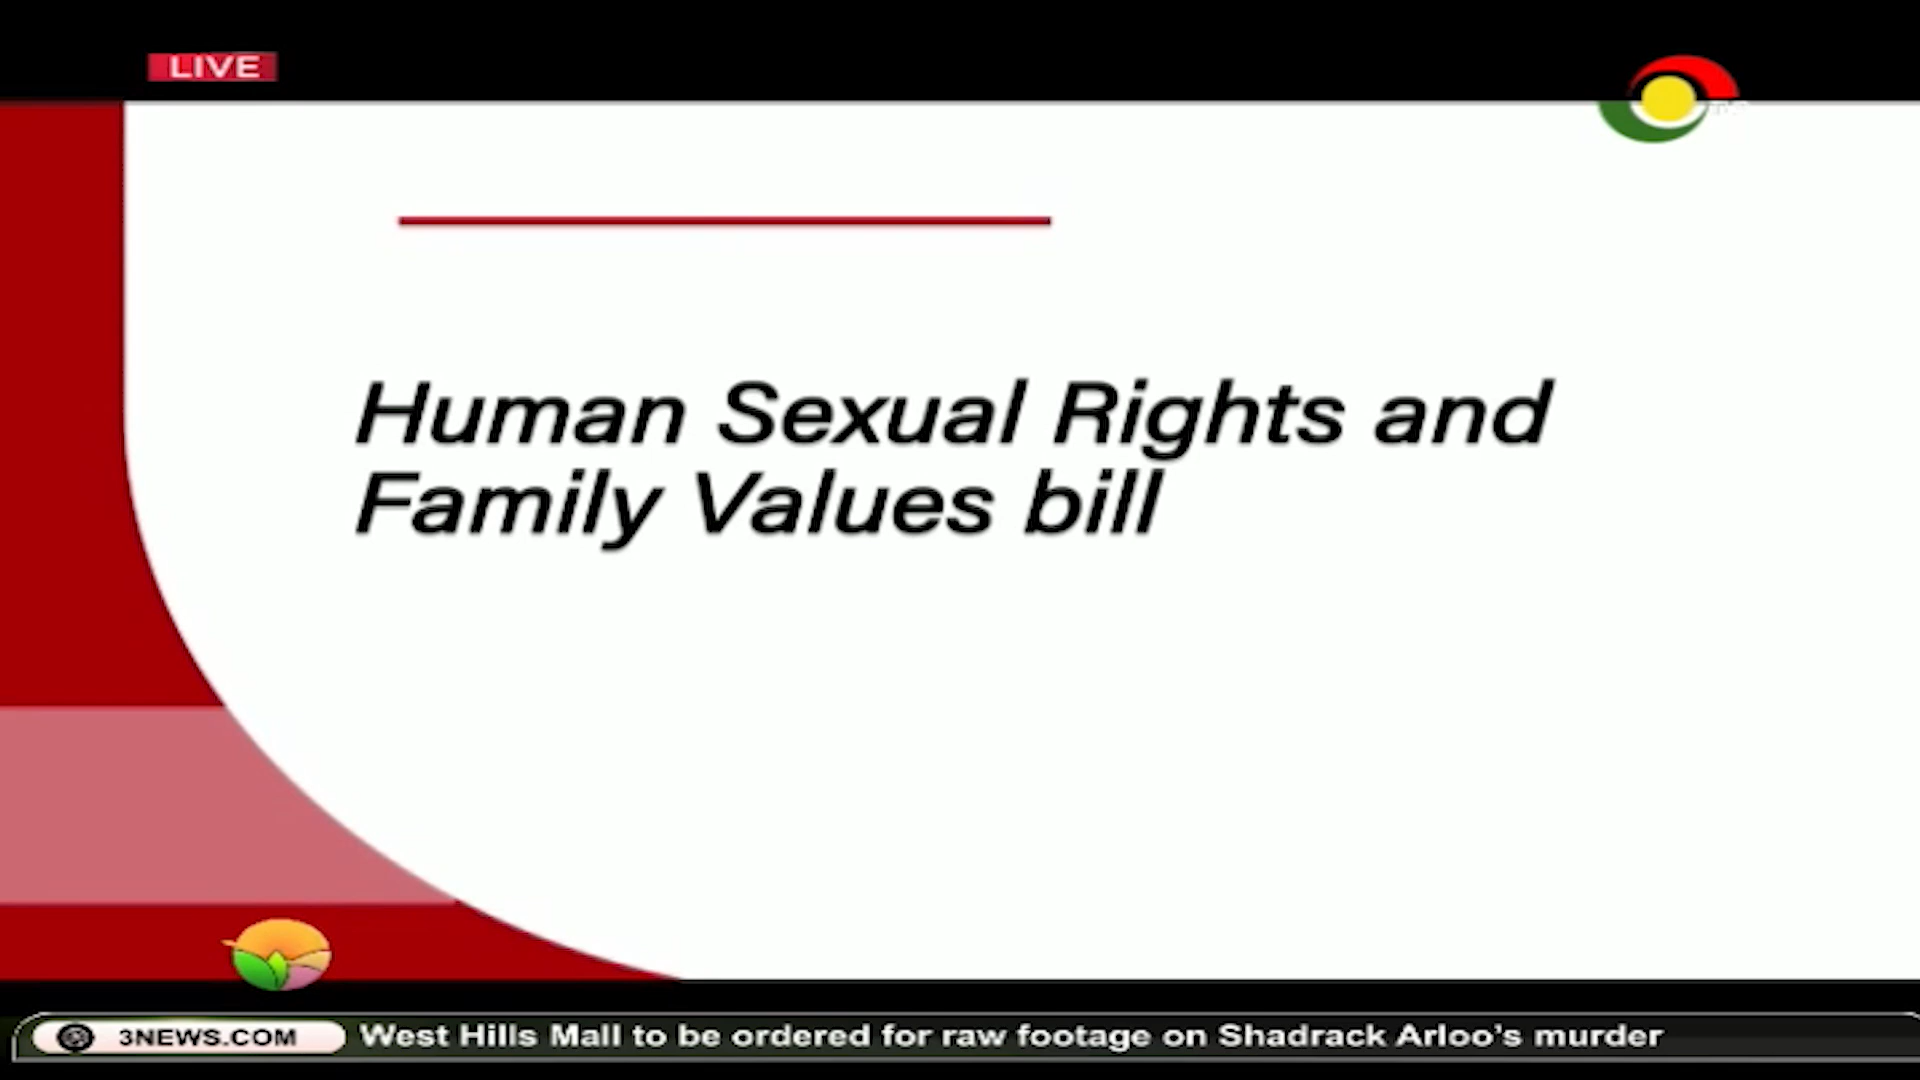 LIVE
Human Sexual Rights and
Family Values bill
3NEWS.COM
West Hills Mall to be ordered for raw footage on Shadrack Arloo's murder